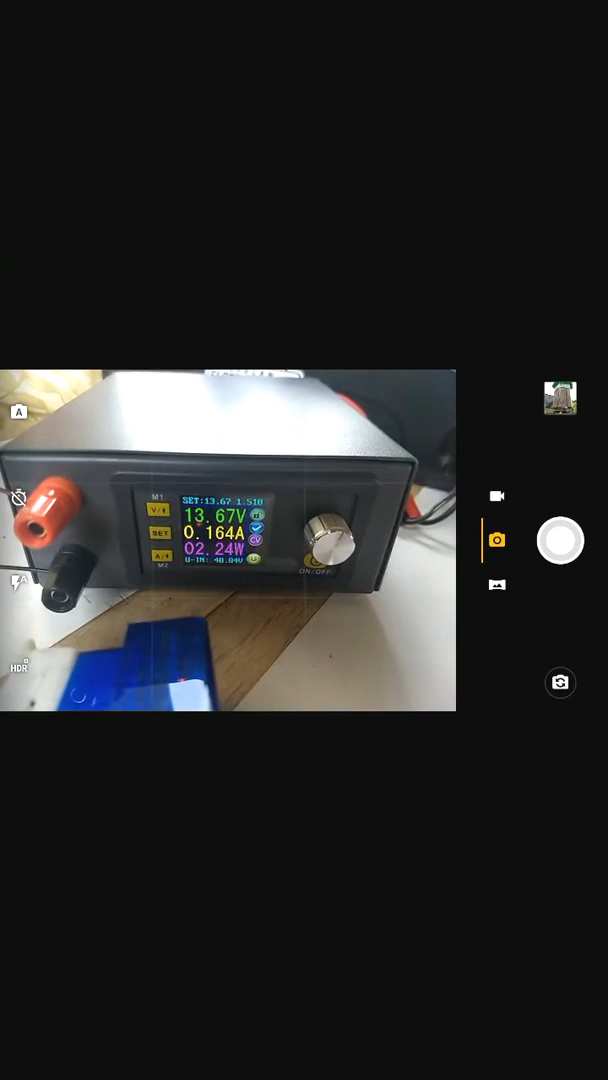 A
A
HDR
M1
V/⬆
SET
A/⬇
M2
SET:13.67 1.510
13.67V
0.164A
CV
02.24W
U-IN: 40.04V
ON/OFF